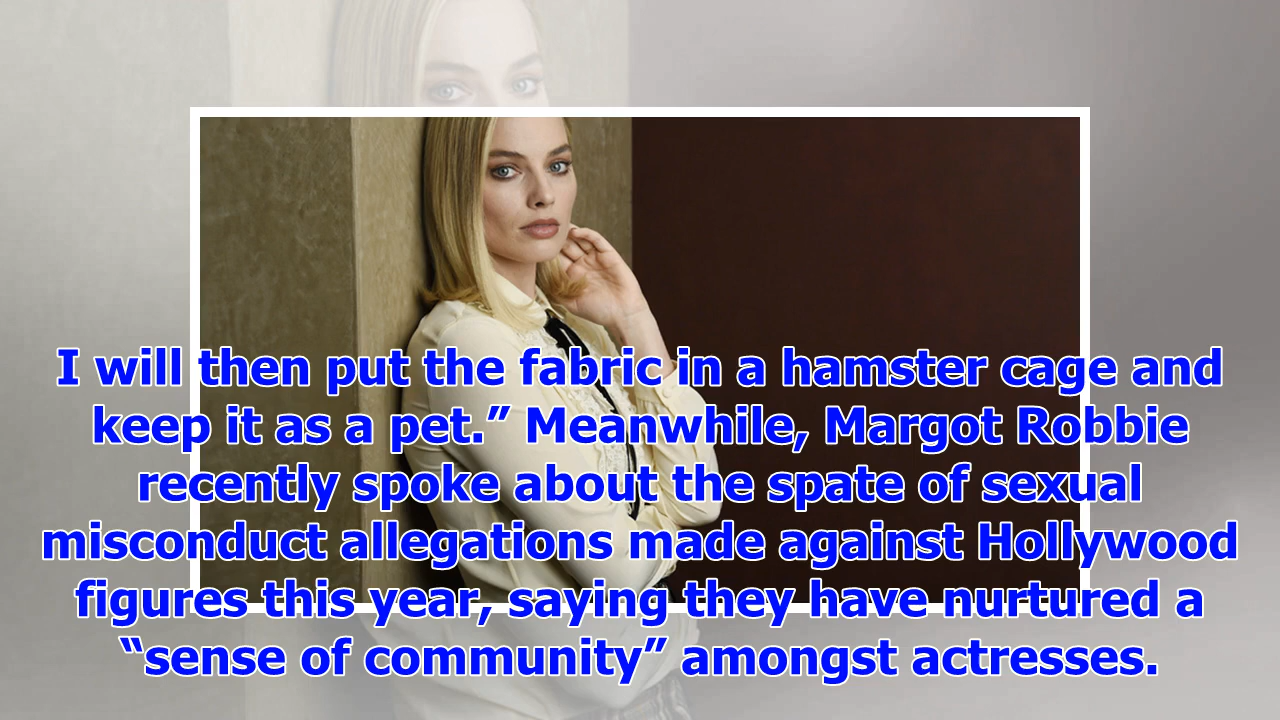 I will then put the fabric in a hamster cage and
keep it as a pet.” Meanwhile, Margot Robbie
recently spoke about the spate of sexual
misconduct allegations made against Hollywood
figures this year, saying they have nurtured a
“sense of community” amongst actresses.